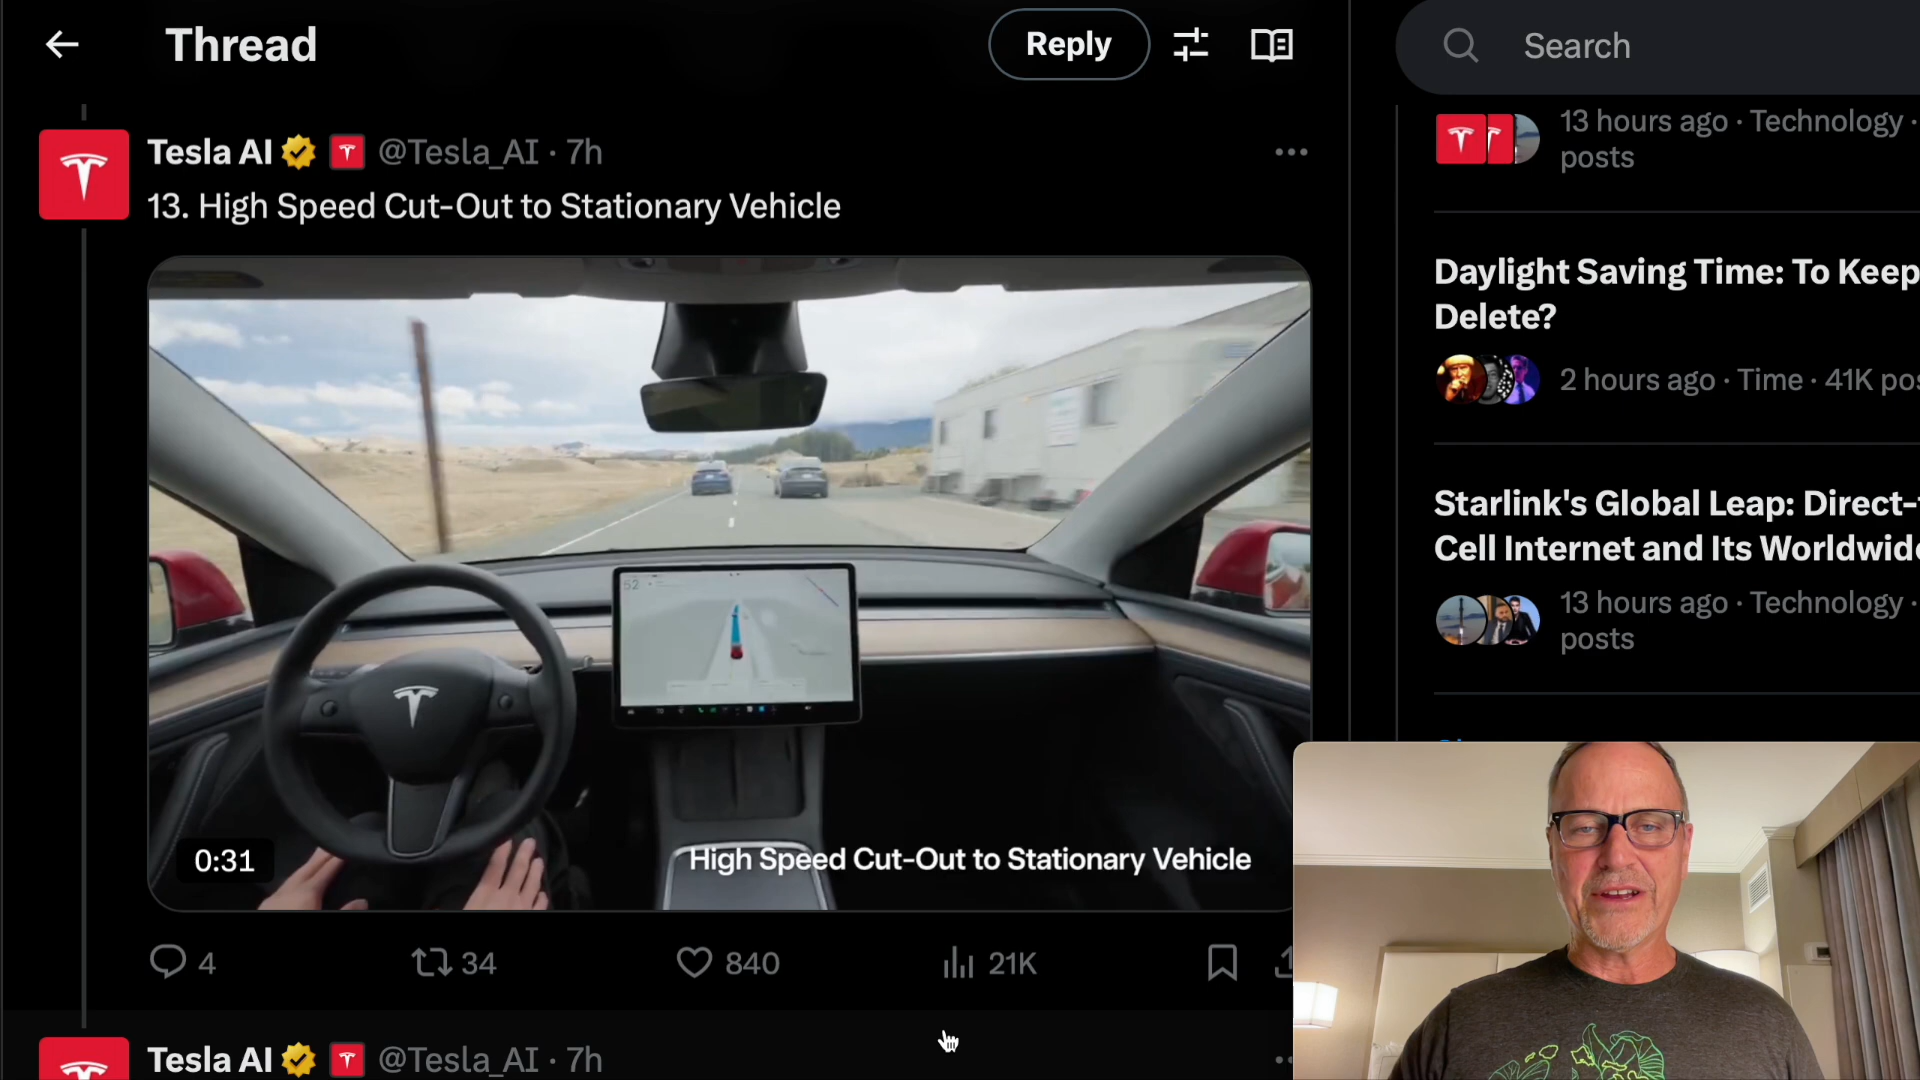 Thread
Reply
Search
Tesla AI @Tesla_AI · 7h
13. High Speed Cut-Out to Stationary Vehicle
52
0:31
High Speed Cut-Out to Stationary Vehicle
4
34
840
21K
Tesla AI @Tesla_AI · 7h
13 hours ago · Technology ·
posts
Daylight Saving Time: To Keep
Delete?
2 hours ago · Time · 41K
Starlink's Global Leap: Direct-
Cell Internet and Its
13 hours ago · Technology ·
posts